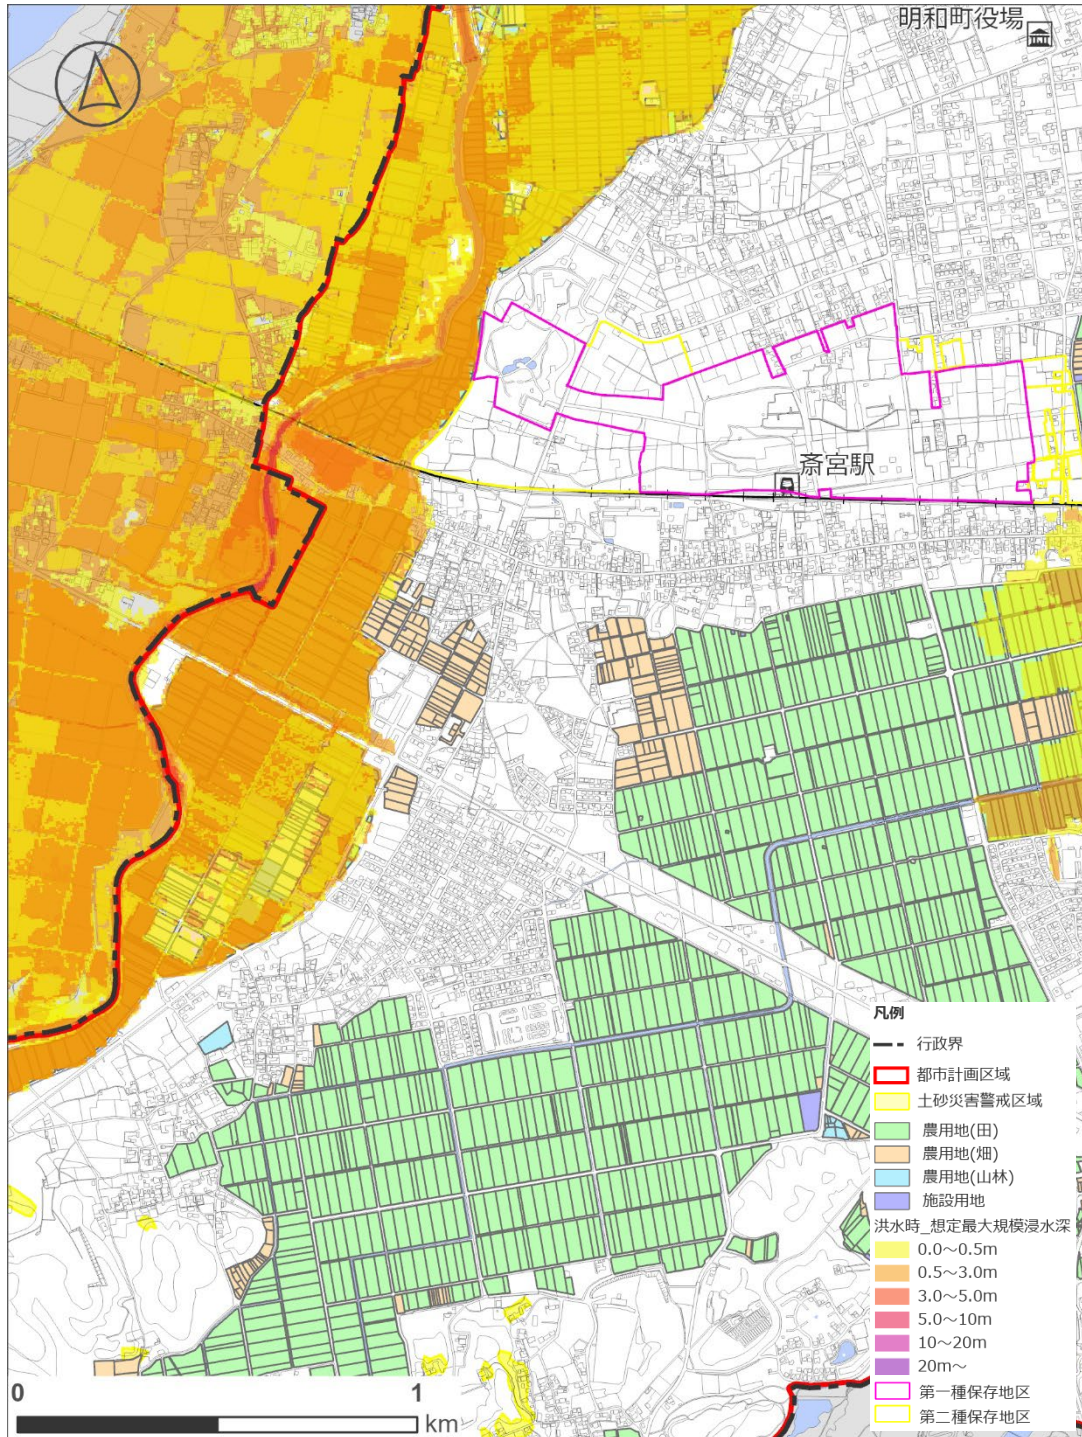 明和町役場
斎宮駅
凡例
行政界
都市計画区域
土砂災害警戒区域
農用地(田)
農用地(畑)
農用地(山林)
施設用地
洪水時_想定最大規模浸水深
0.0～0.5m
0.5～3.0m
3.0～5.0m
5.0～10m
10～20m
20m～
第一種保存地区
第二種保存地区
0 1
km